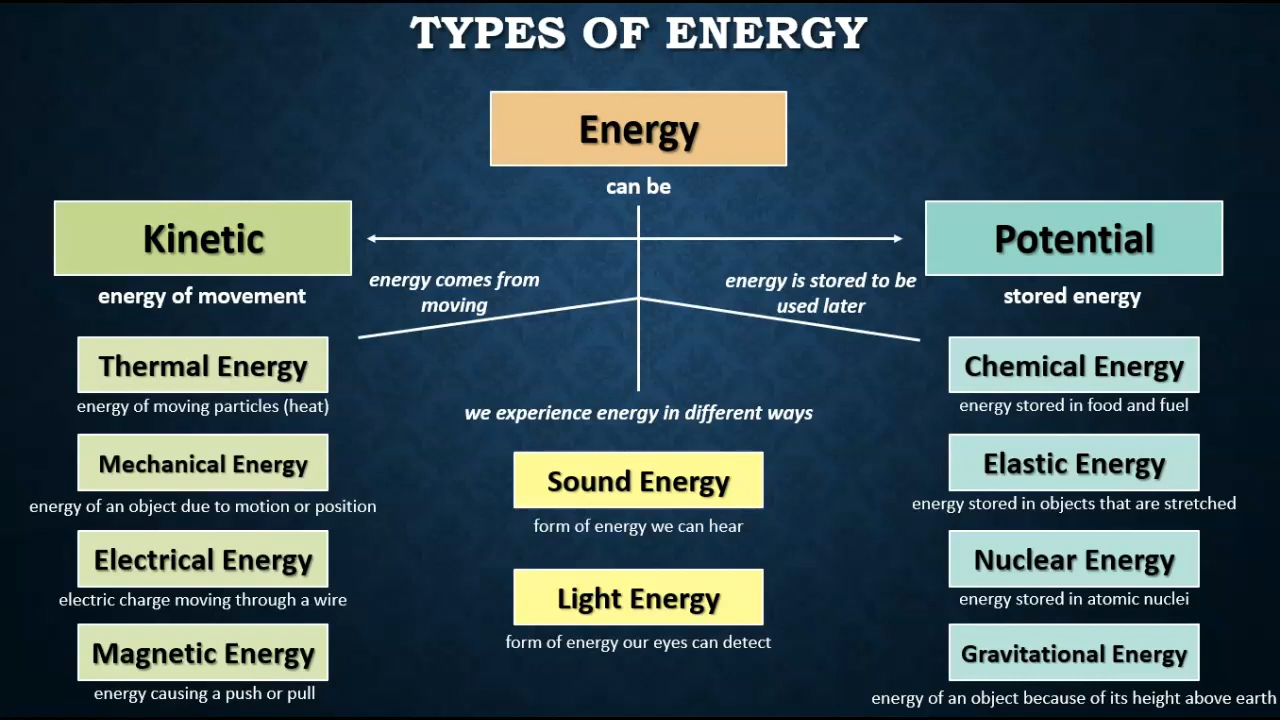 TYPES OF ENERGY
Energy
can be
Kinetic
energy of movement
energy comes from
moving
Potential
stored energy
energy is stored to be
used later
Thermal Energy
energy of moving particles (heat)
Mechanical Energy
energy of an object due to motion or position
Electrical Energy
electric charge moving through a wire
Magnetic Energy
energy causing a push or pull
we experience energy in different ways
Sound Energy
form of energy we can hear
Light Energy
form of energy our eyes can detect
Chemical Energy
energy stored in food and fuel
Elastic Energy
energy stored in objects that are stretched
Nuclear Energy
energy stored in atomic nuclei
Gravitational Energy
energy of an object because of its height above earth